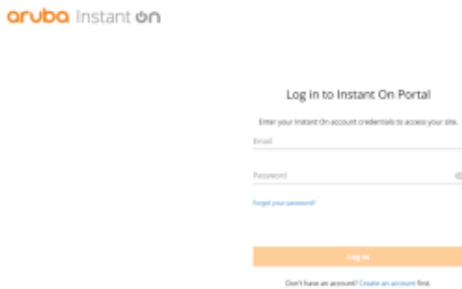 aruba Instant on
Log in to Instant On Portal
Enter your Instant On account credentials to access your site.
Email
Password
Forgot your password?
Log in
Don't have an account? Create an account first.